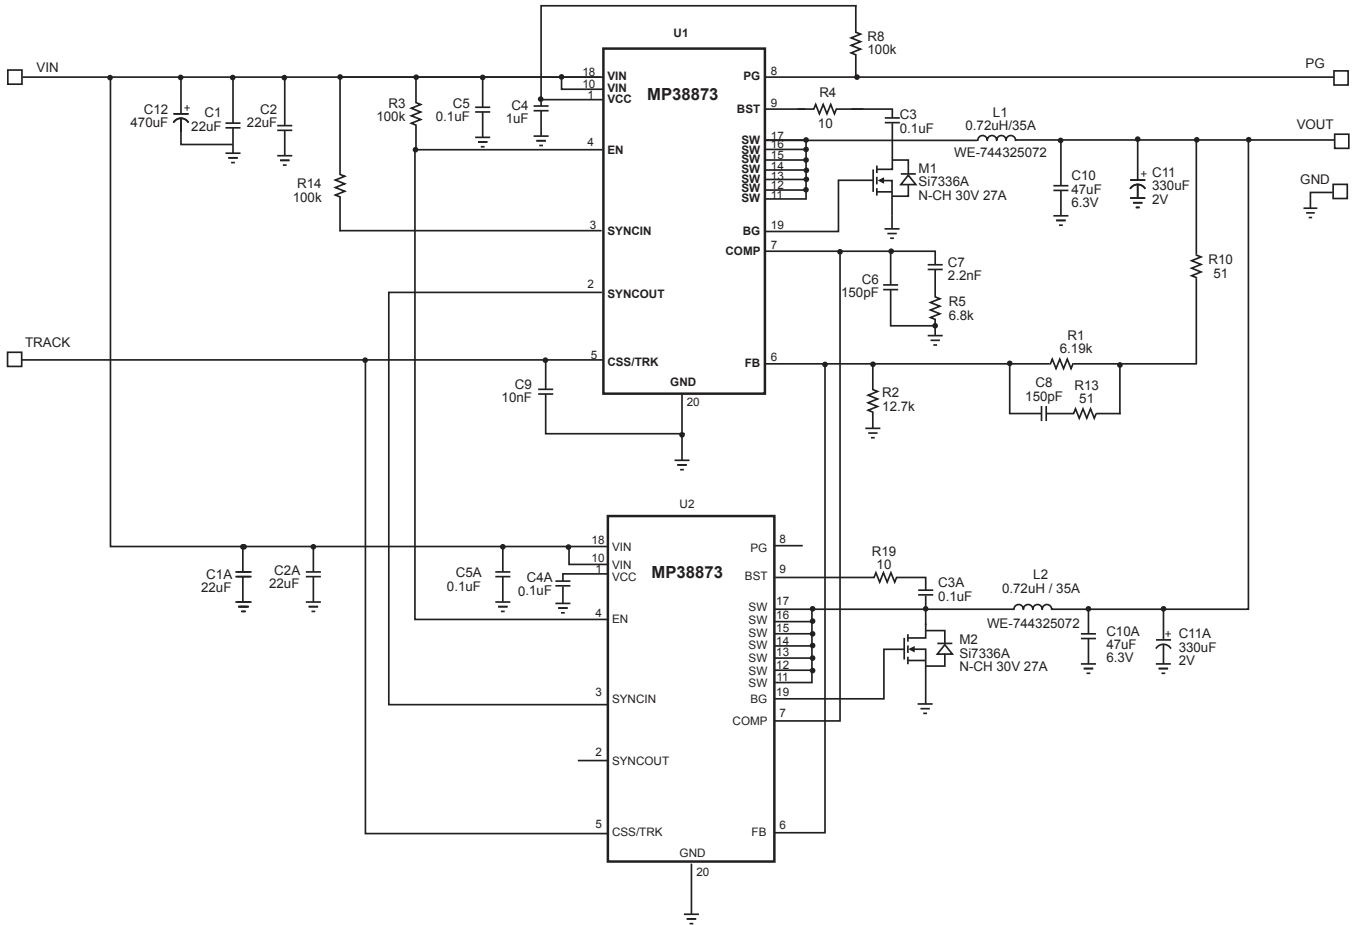 U1
R8
100k
VIN
PG
MP38873
18 VIN
10 VIN
1 VCC
PG 8
C12
470uF
+
C1
22uF
C2
22uF
R3
100k
C5
0.1uF
C4
1uF
BST 9
R4
10
C3
0.1uF
L1
0.72uH/35A
WE-744325072
VOUT
4 EN
SW 17
SW 16
SW 15
SW 14
SW 13
SW 12
SW 11
M1
Si7336A
N-CH 30V 27A
C10
47uF
6.3V
+ C11
330uF
2V
GND
R14
100k
3 SYNCIN
BG 19
COMP 7
C6
150pF
C7
2.2nF
R5
6.8k
R10
51
2 SYNCOUT
TRACK
5 CSS/TRK
FB 6
R1
6.19k
C8
150pF
R13
51
R2
12.7k
C9
10nF
GND
20
U2
MP38873
18 VIN
10 VIN
1 VCC
PG 8
C1A
22uF
C2A
22uF
C5A
0.1uF
C4A
0.1uF
BST 9
R19
10
C3A
0.1uF
L2
0.72uH / 35A
WE-744325072
4 EN
SW 17
SW 16
SW 15
SW 14
SW 13
SW 12
SW 11
M2
Si7336A
N-CH 30V 27A
C10A
47uF
6.3V
+ C11A
330uF
2V
3 SYNCIN
BG 19
COMP 7
2 SYNCOUT
5 CSS/TRK
FB 6
GND
20